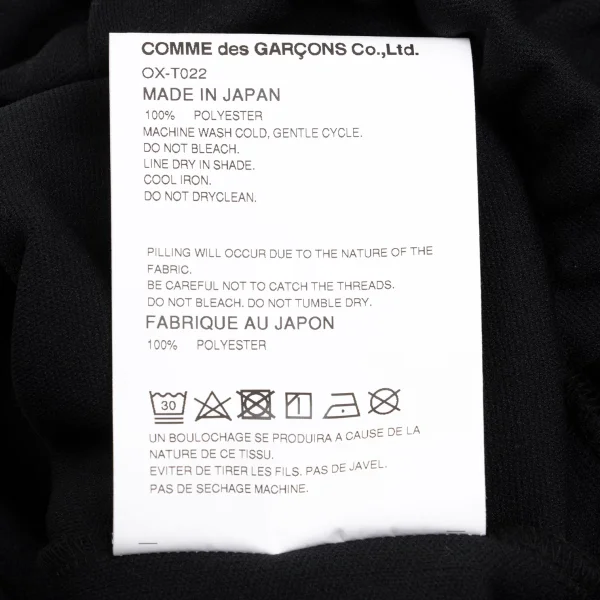 COMME des GARÇONS Co.,Ltd.
OX-T022
MADE IN JAPAN
100% POLYESTER
MACHINE WASH COLD, GENTLE CYCLE.
DO NOT BLEACH.
LINE DRY IN SHADE.
COOL IRON.
DO NOT DRYCLEAN.
PILLING WILL OCCUR DUE TO THE NATURE OF THE
FABRIC.
BE CAREFUL NOT TO CATCH THE THREADS.
DO NOT BLEACH. DO NOT TUMBLE DRY.
FABRIQUE AU JAPON
100% POLYESTER
30
UN BOULOCHAGE SE PRODUIRA A CAUSE DE LA
NATURE DE CE TISSU.
EVITER DE TIRER LES FILS. PAS DE JAVEL.
PAS DE SECHAGE MACHINE.